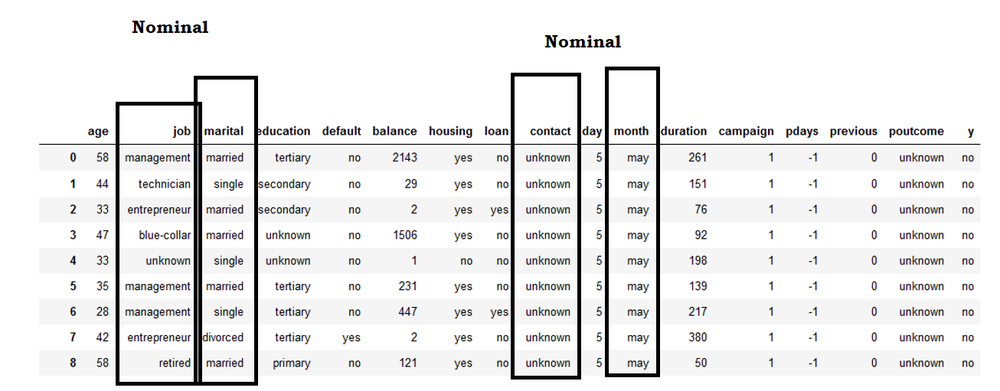 Nominal
Nominal
age job marital education default balance housing loan contact day month duration campaign pdays previous poutcome y
0 58 management married tertiary no 2143 yes no unknown 5 may 261 1 -1 0 unknown no
1 44 technician single secondary no 29 yes no unknown 5 may 151 1 -1 0 unknown no
2 33 entrepreneur married secondary no 2 yes yes unknown 5 may 76 1 -1 0 unknown no
3 47 blue-collar married unknown no 1506 yes no unknown 5 may 92 1 -1 0 unknown no
4 33 unknown single unknown no 1 no no unknown 5 may 198 1 -1 0 unknown no
5 35 management married tertiary no 231 yes no unknown 5 may 139 1 -1 0 unknown no
6 28 management single tertiary no 447 yes yes unknown 5 may 217 1 -1 0 unknown no
7 42 entrepreneur divorced tertiary yes 2 yes no unknown 5 may 380 1 -1 0 unknown no
8 58 retired married primary no 121 yes no unknown 5 may 50 1 -1 0 unknown no